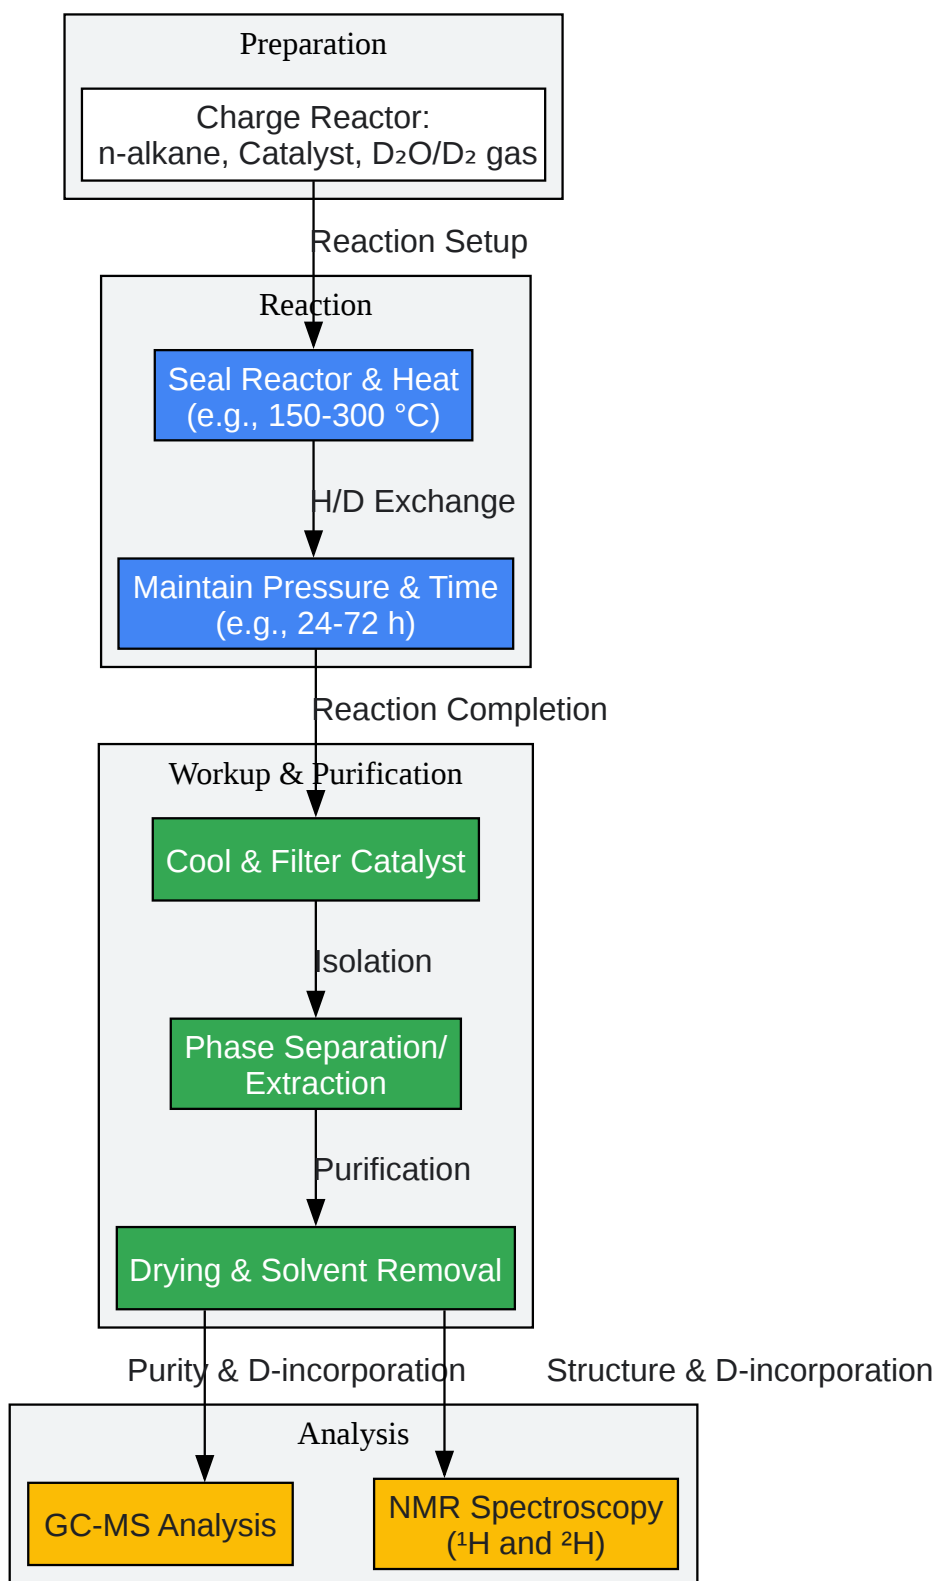 Preparation
Charge Reactor:
n-alkane, Catalyst, D₂O/D₂ gas
Reaction Setup
Reaction
Seal Reactor & Heat
(e.g., 150-300 °C)
H/D Exchange
Maintain Pressure & Time
(e.g., 24-72 h)
Reaction Completion
Workup & Purification
Cool & Filter Catalyst
Isolation
Phase Separation/
Extraction
Purification
Drying & Solvent Removal
Purity & D-incorporation
Structure & D-incorporation
Analysis
GC-MS Analysis
NMR Spectroscopy
(¹H and ²H)